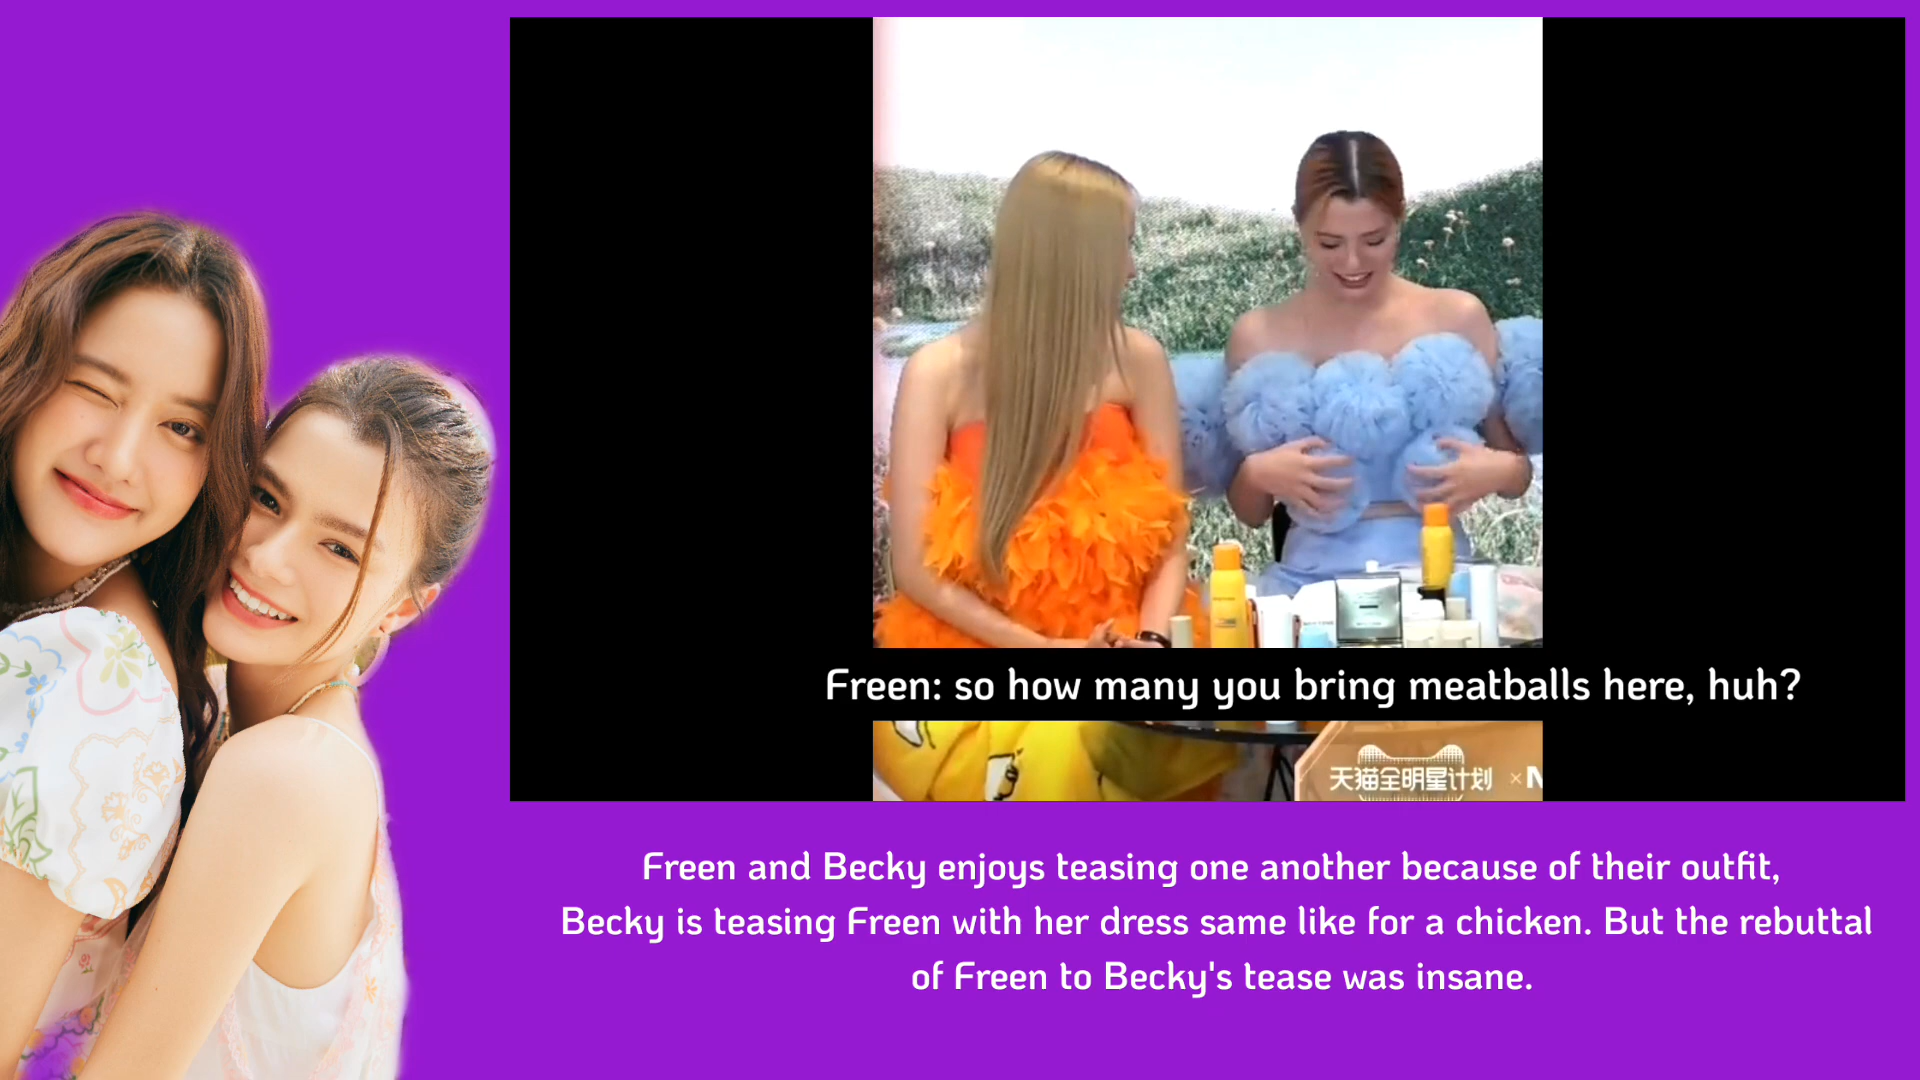 Freen: so how many you bring meatballs here, huh?
天猫全明星计划 × N
Freen and Becky enjoys teasing one another because of their outfit,
Becky is teasing Freen with her dress same like for a chicken. But the rebuttal
of Freen to Becky's tease was insane.